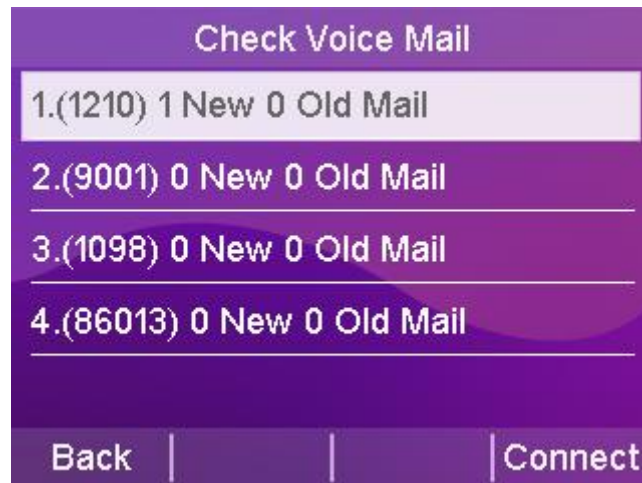 Check Voice Mail
1.(1210) 1 New 0 Old Mail
2.(9001) 0 New 0 Old Mail
3.(1098) 0 New 0 Old Mail
4.(86013) 0 New 0 Old Mail
Back Connect